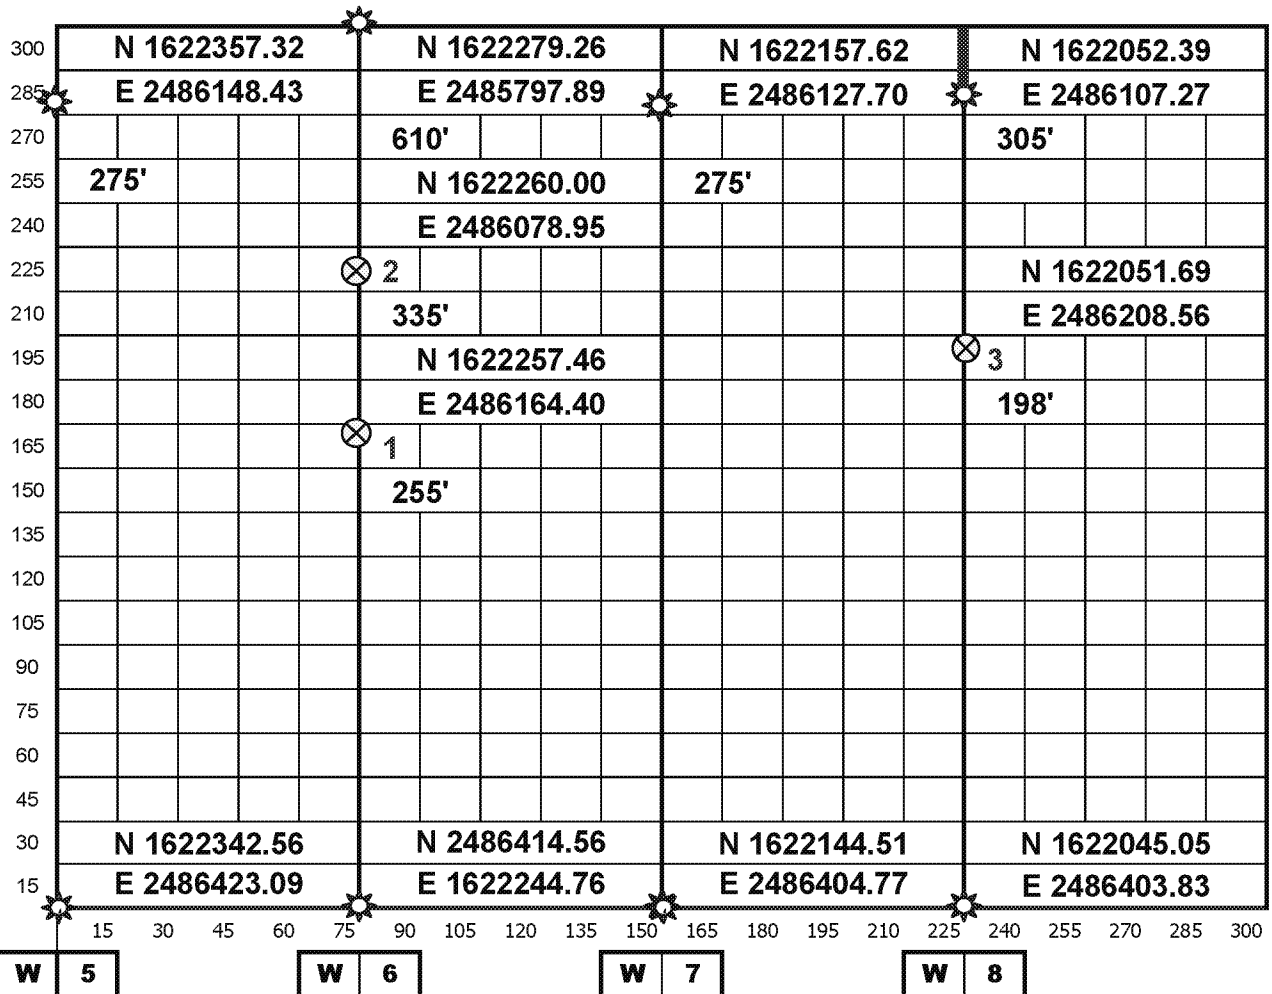 300 N 1622357.32 N 1622279.26 N 1622157.62 N 1622052.39
285 E 2486148.43 E 2485797.89 E 2486127.70 E 2486107.27
270 610' 305'
255 275' N 1622260.00 275'
240 E 2486078.95
225 2 N 1622051.69
210 335' E 2486208.56
195 N 1622257.46 3
180 E 2486164.40 198'
165 1
150 255'
135
120
105
90
75
60
45
30 N 1622342.56 N 2486414.56 N 1622144.51 N 1622045.05
15 E 2486423.09 E 1622244.76 E 2486404.77 E 2486403.83
15 30 45 60 75 90 105 120 135 150 165 180 195 210 225 240 255 270 285 300
W 5 W 6 W 7 W 8